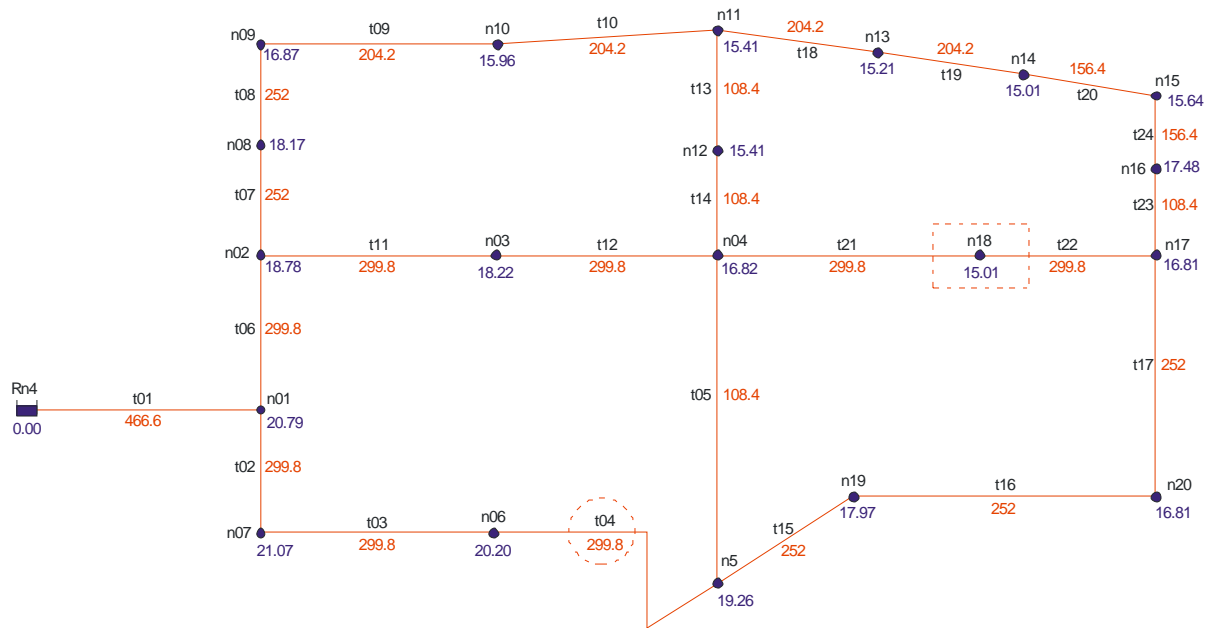 n11
t09
n10
t10
204.2
n13
n09
16.87
204.2
15.96
204.2
15.41
t18
204.2
n14
15.21
t19
156.4
n15
15.01
t20
15.64
t08
252
t13
108.4
t24
156.4
n08
18.17
n12
15.41
n16
17.48
t07
252
t14
108.4
t23
108.4
n02
t11
n03
t12
n04
t21
n18
t22
n17
18.78
299.8
18.22
299.8
16.82
299.8
15.01
299.8
16.81
t06
299.8
t17
252
Rn4
t01
n01
t05
108.4
0.00
466.6
20.79
t02
299.8
n19
t16
n20
17.97
252
16.81
n07
t03
n06
t04
t15
21.07
299.8
20.20
299.8
252
n5
19.26